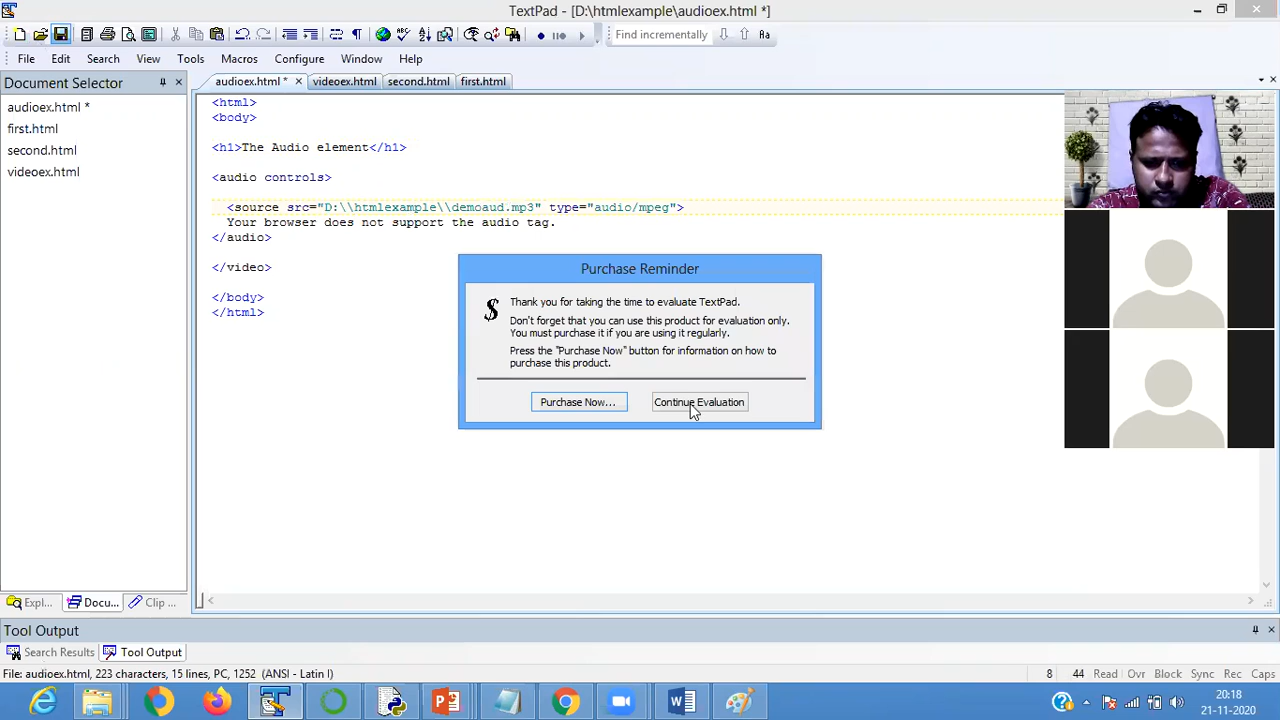 TextPad - [D:\htmlexample\audioex.html *]
Find incrementally
File Edit Search View Tools Macros Configure Window Help
Document Selector
audioex.html *
first.html
second.html
videoex.html
audioex.html * videoex.html second.html first.html
<html>
<body>
<h1>The Audio element</h1>
<audio controls>
<source src="D:\\htmlexample\\demoaud.mp3" type="audio/mpeg">
Your browser does not support the audio tag.
</audio>
</video>
</body>
</html>
Purchase Reminder
Thank you for taking the time to evaluate TextPad.
Don't forget that you can use this product for evaluation only.
You must purchase it if you are using it regularly.
Press the "Purchase Now" button for information on how to
purchase this product.
Purchase Now... Continue Evaluation
Expl... Docu... Clip ...
Tool Output
Search Results Tool Output
File: audioex.html, 223 characters, 15 lines, PC, 1252 (ANSI - Latin I) 8 44 Read Ovr Block Sync Rec Caps
20:18
21-11-2020